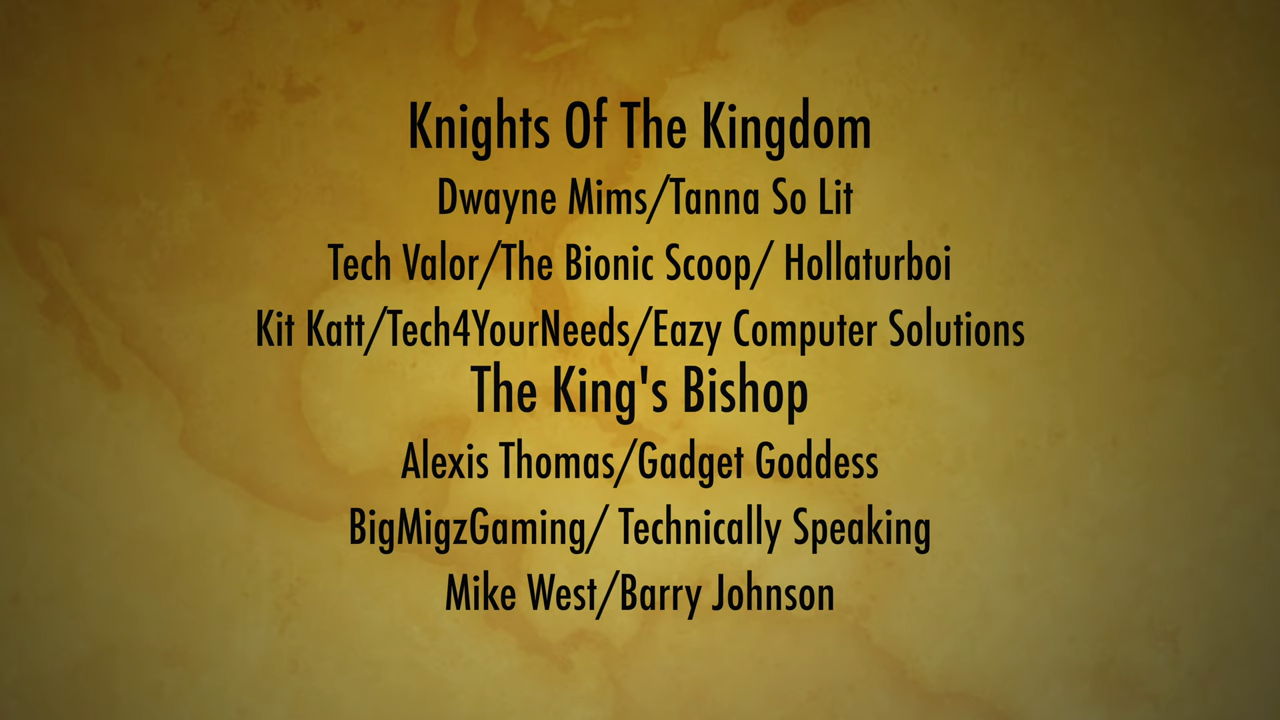 Knights Of The Kingdom
Dwayne Mims/Tanna So Lit
Tech Valor/The Bionic Scoop/ Hollaturboi
Kit Katt/Tech4YourNeeds/Eazy Computer Solutions
The King's Bishop
Alexis Thomas/Gadget Goddess
BigMigzGaming/ Technically Speaking
Mike West/Barry Johnson